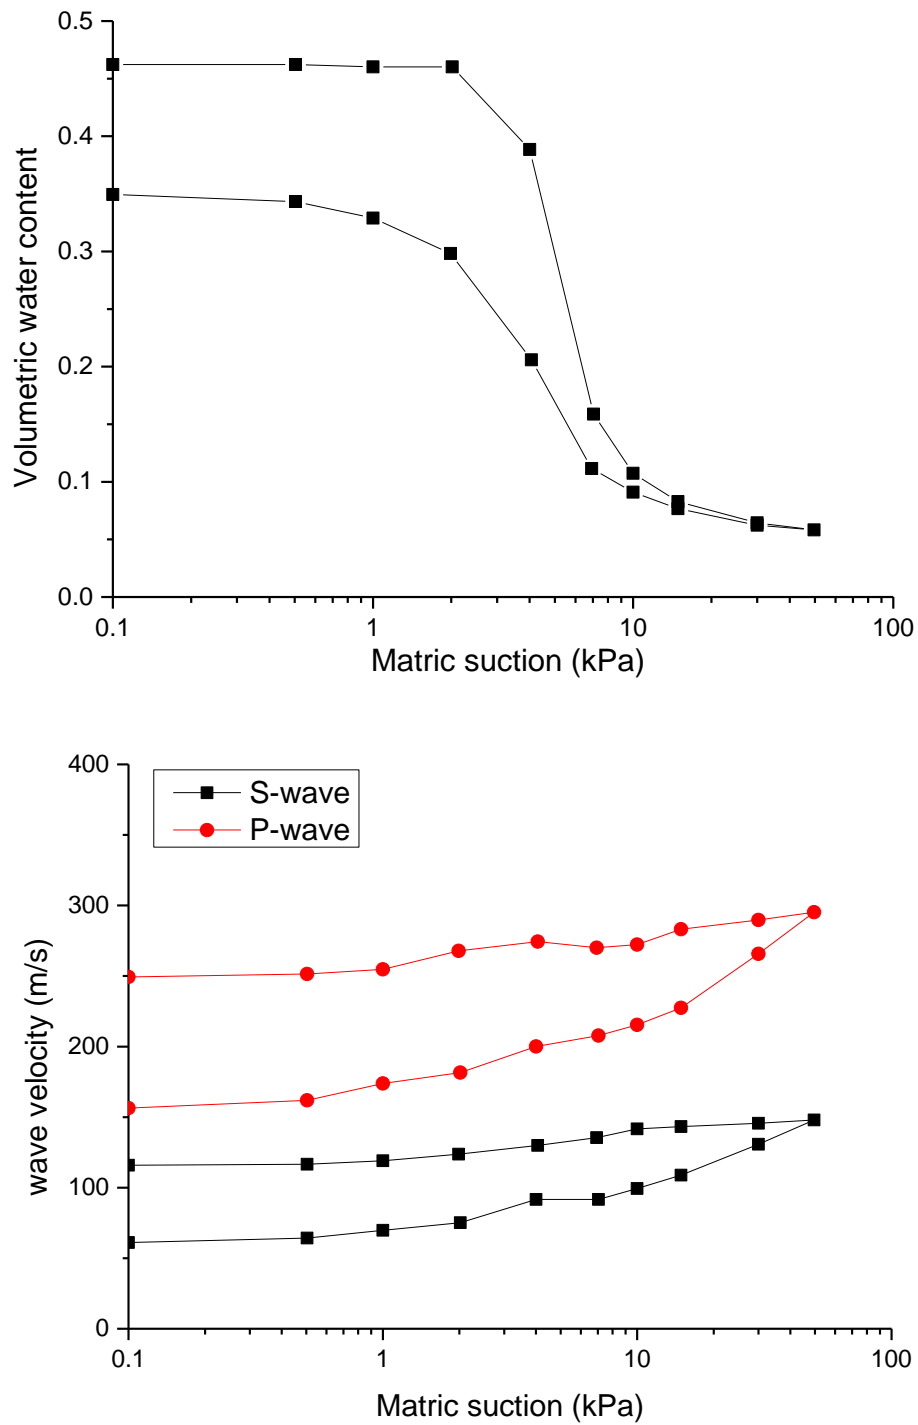 0.5
0.4
0.3
0.2
0.1
0.0
Volumetric water content
0.1 1 10 100
Matric suction (kPa)
400
300
200
100
0
wave velocity (m/s)
S-wave
P-wave
0.1 1 10 100
Matric suction (kPa)